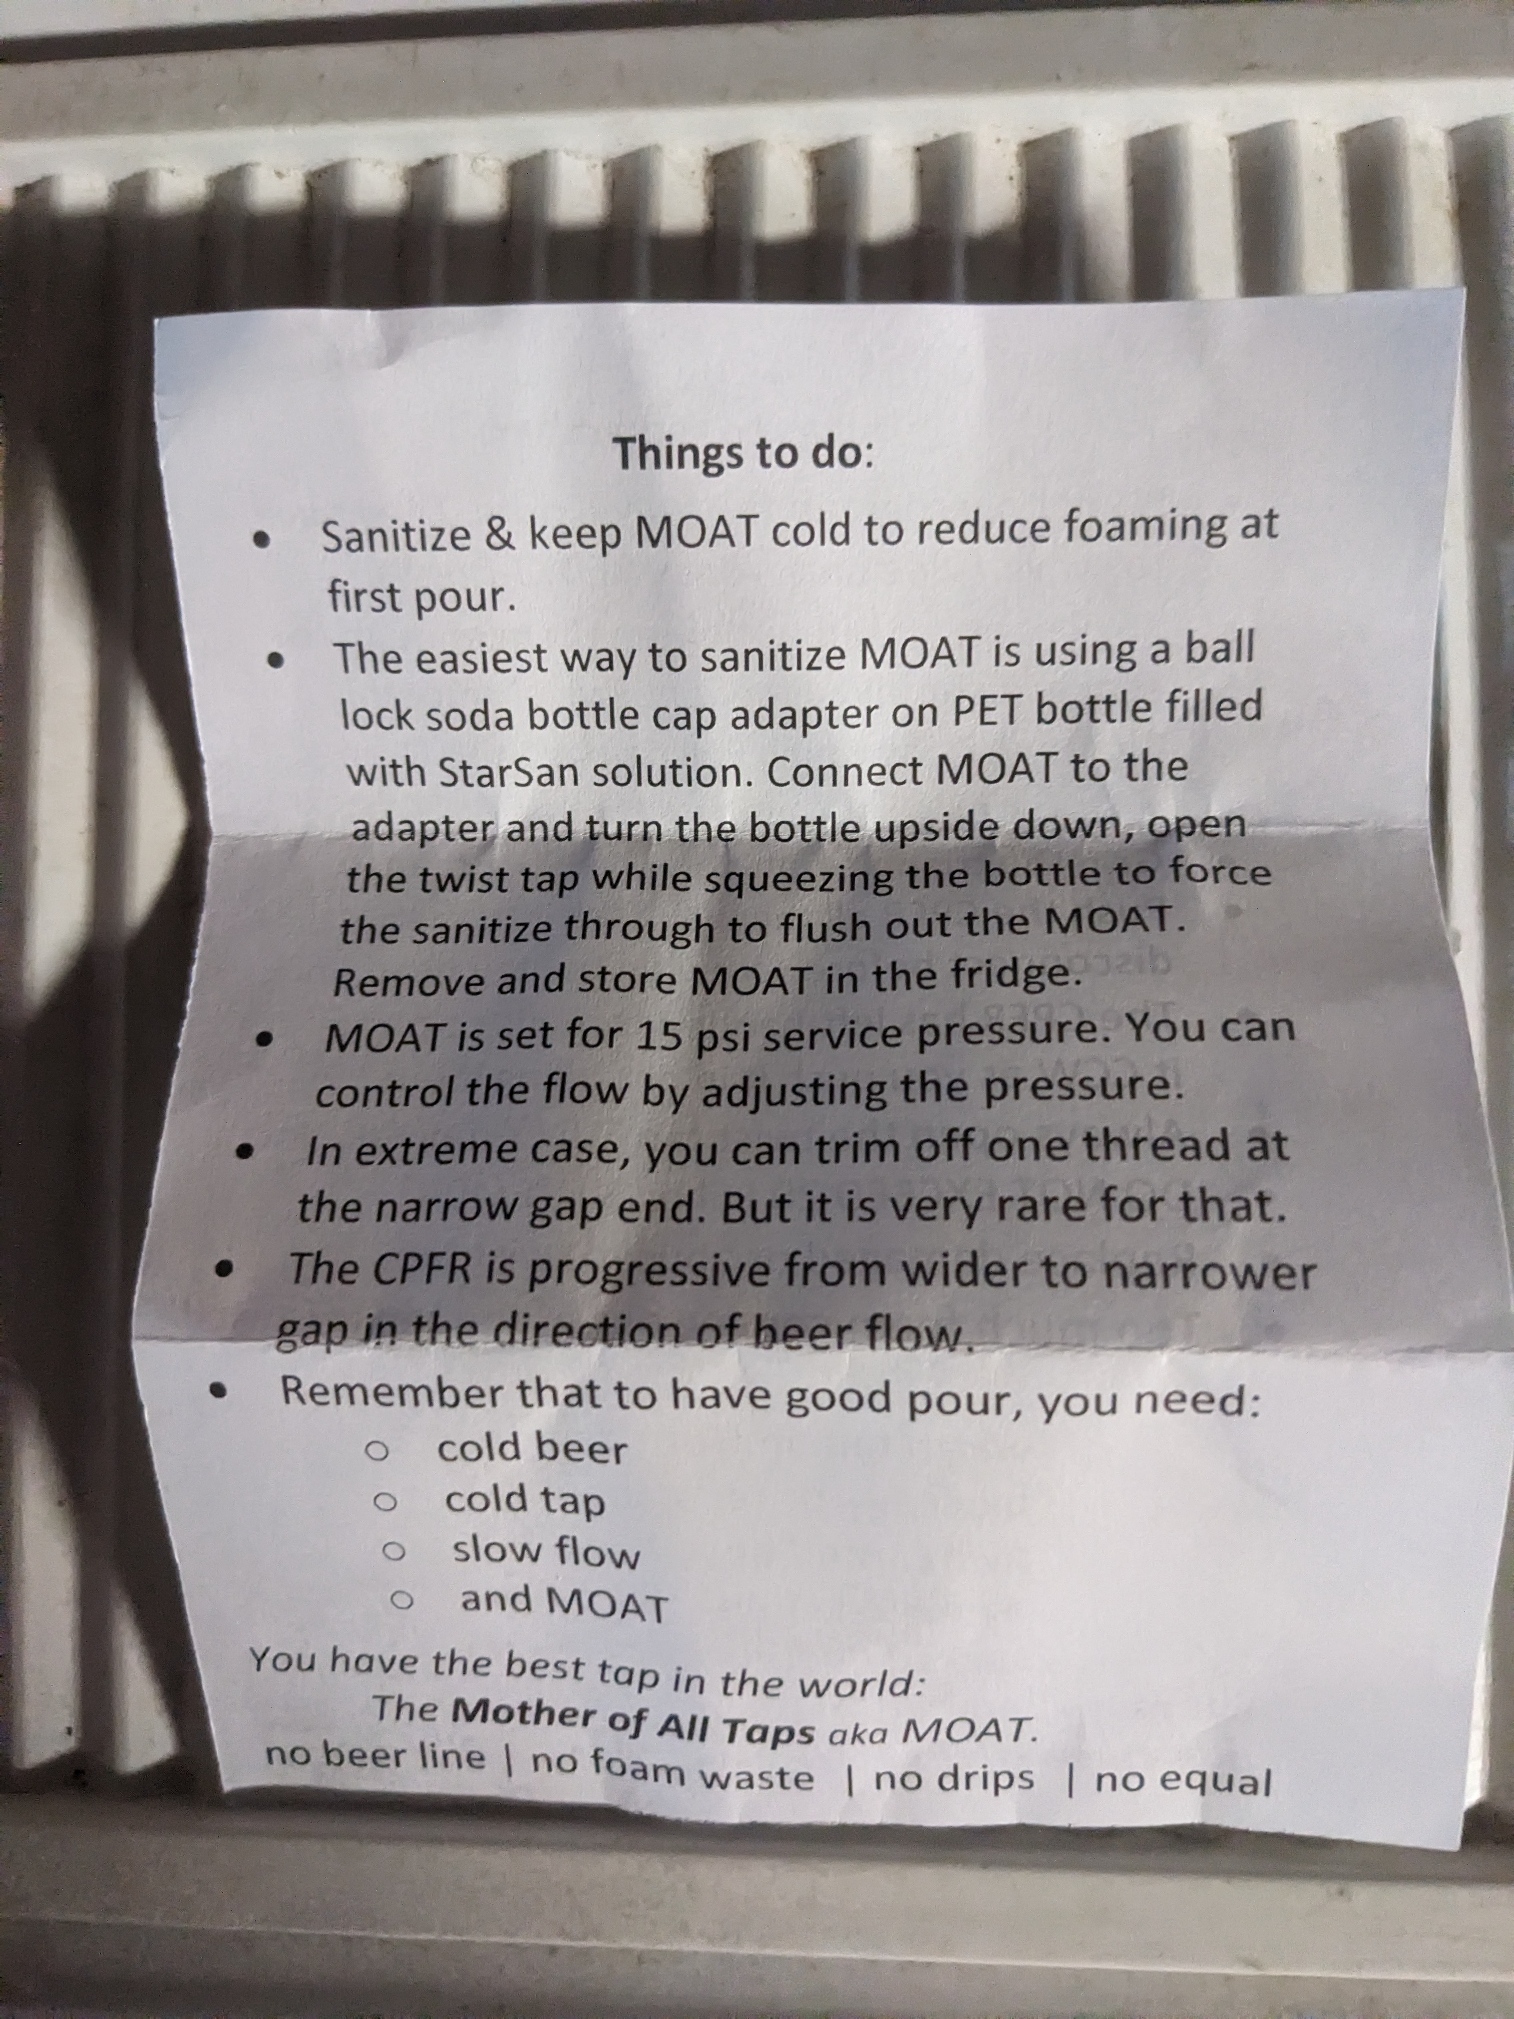 Things to do:
• Sanitize & keep MOAT cold to reduce foaming at
first pour.
• The easiest way to sanitize MOAT is using a ball
lock soda bottle cap adapter on PET bottle filled
with StarSan solution. Connect MOAT to the
adapter and turn the bottle upside down, open
the twist tap while squeezing the bottle to force
the sanitize through to flush out the MOAT.
Remove and store MOAT in the fridge.
• MOAT is set for 15 psi service pressure. You can
control the flow by adjusting the pressure.
• In extreme case, you can trim off one thread at
the narrow gap end. But it is very rare for that.
• The CPFR is progressive from wider to narrower
gap in the direction of beer flow.
• Remember that to have good pour, you need:
○ cold beer
○ cold tap
○ slow flow
○ and MOAT
You have the best tap in the world:
The Mother of All Taps aka MOAT.
no beer line | no foam waste | no drips | no equal